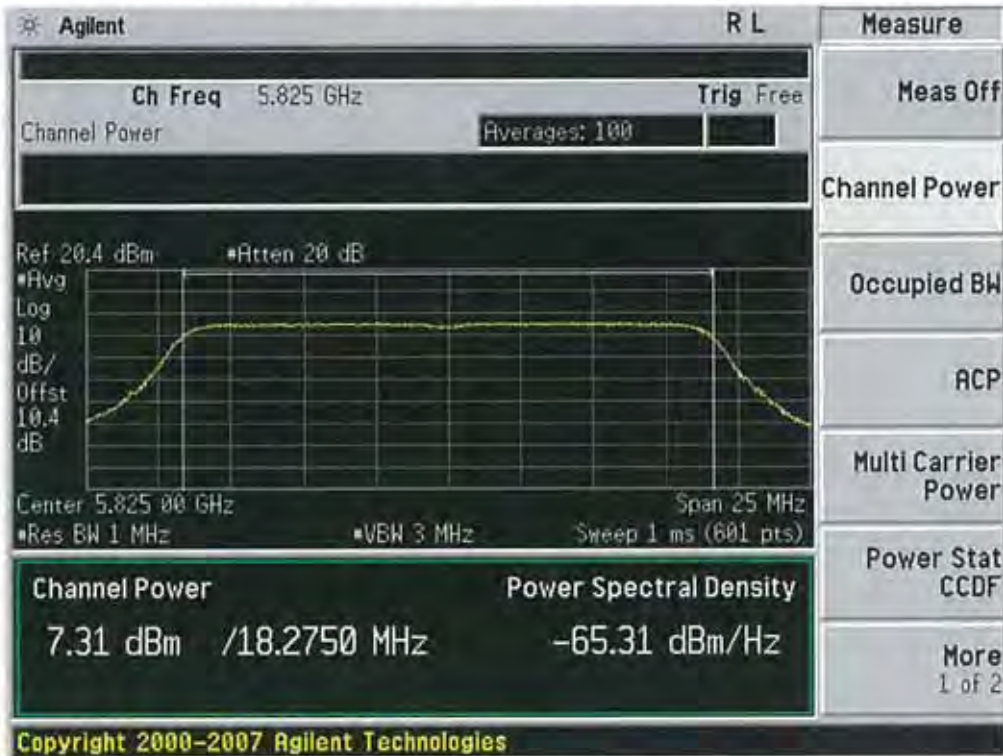 Agilent
R L
Measure
Ch Freq 5.825 GHz
Trig Free
Channel Power
Averages: 100
Ref 20.4 dBm
*Atten 20 dB
*Avg
Log
10
dB/
Offst
10.4
dB
Center 5.825 00 GHz
Span 25 MHz
*Res BW 1 MHz
*VBW 3 MHz
Sweep 1 ms (601 pts)
Channel Power
Power Spectral Density
7.31 dBm /18.2750 MHz
-65.31 dBm/Hz
Meas Off
Channel Power
Occupied BW
ACP
Multi Carrier
Power
Power Stat
CCDF
More
1 of 2
Copyright 2000-2007 Agilent Technologies